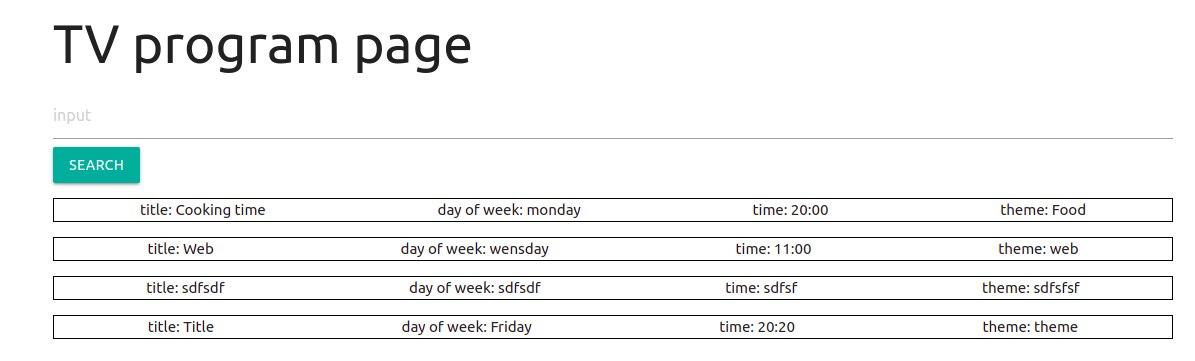 TV program page
input
SEARCH
title: Cooking time day of week: monday time: 20:00 theme: Food
title: Web day of week: wensday time: 11:00 theme: web
title: sdfsdf day of week: sdfsdf time: sdfsf theme: sdfsfsf
title: Title day of week: Friday time: 20:20 theme: theme